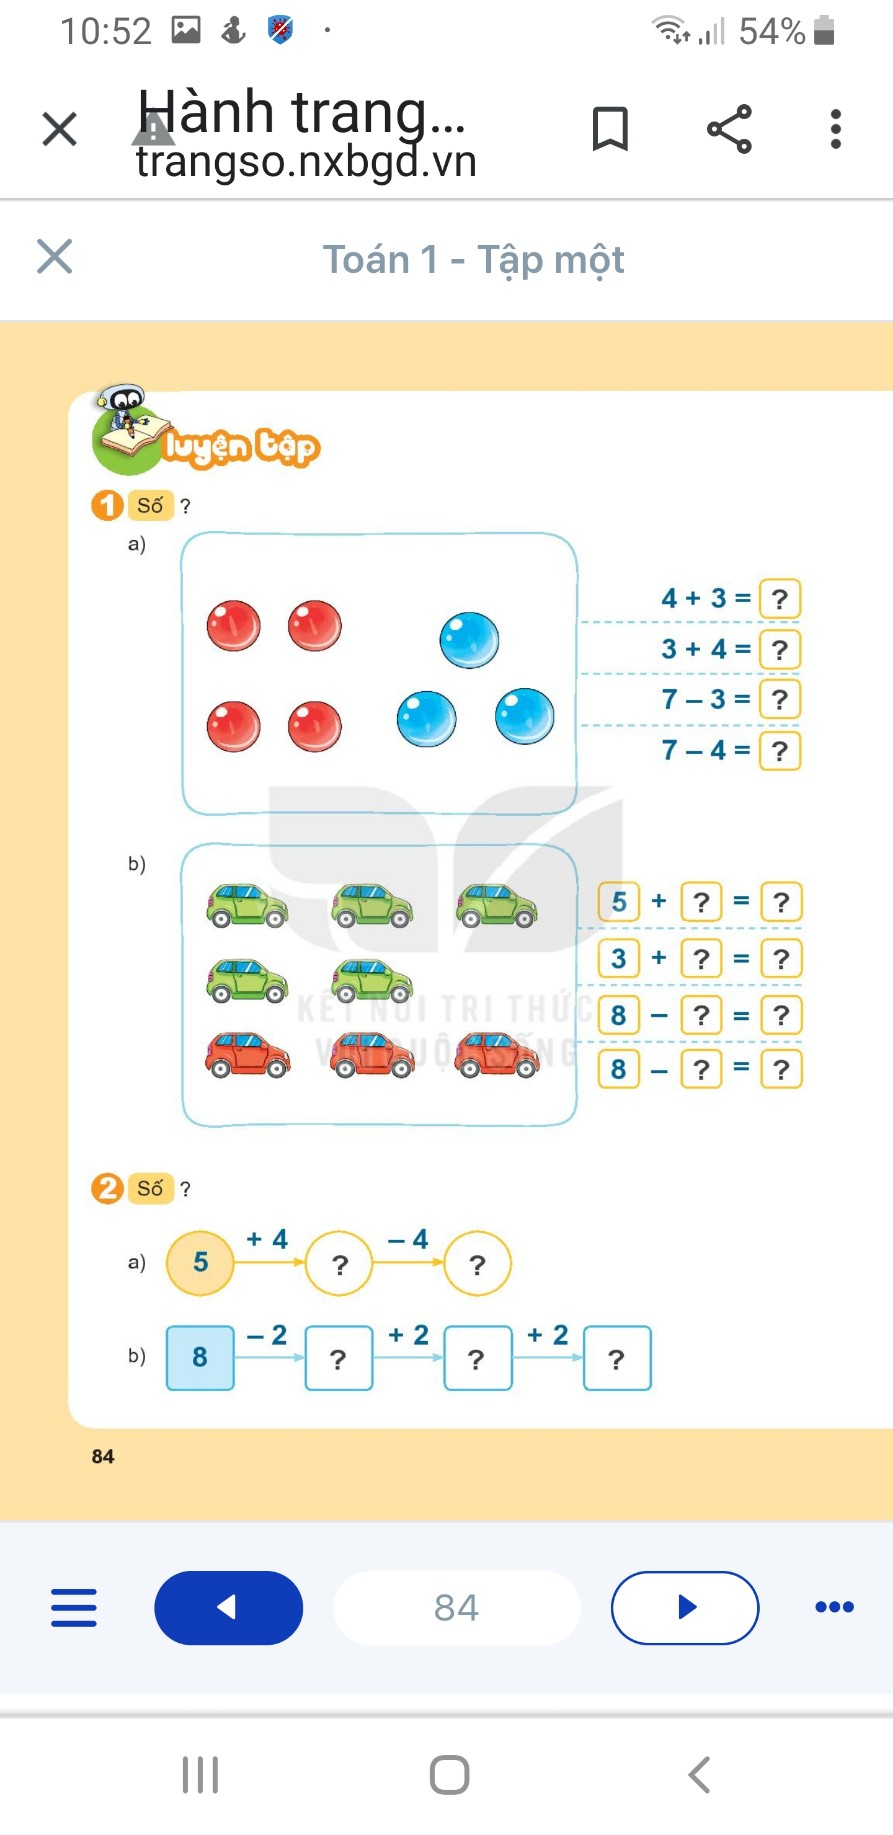 10:52
54%
Hành trang...
trangso.nxbgd.vn
Toán 1 - Tập một
luyện tập
1 Số ?
a)
4 + 3 = ?
3 + 4 = ?
7 – 3 = ?
7 – 4 = ?
b)
5 + ? = ?
3 + ? = ?
8 – ? = ?
8 – ? = ?
KẾT NỐI TRI THỨC
VỚI CUỘC SỐNG
2 Số ?
a) 5 + 4 ? – 4 ?
b) 8 – 2 ? + 2 ? + 2 ?
84
84